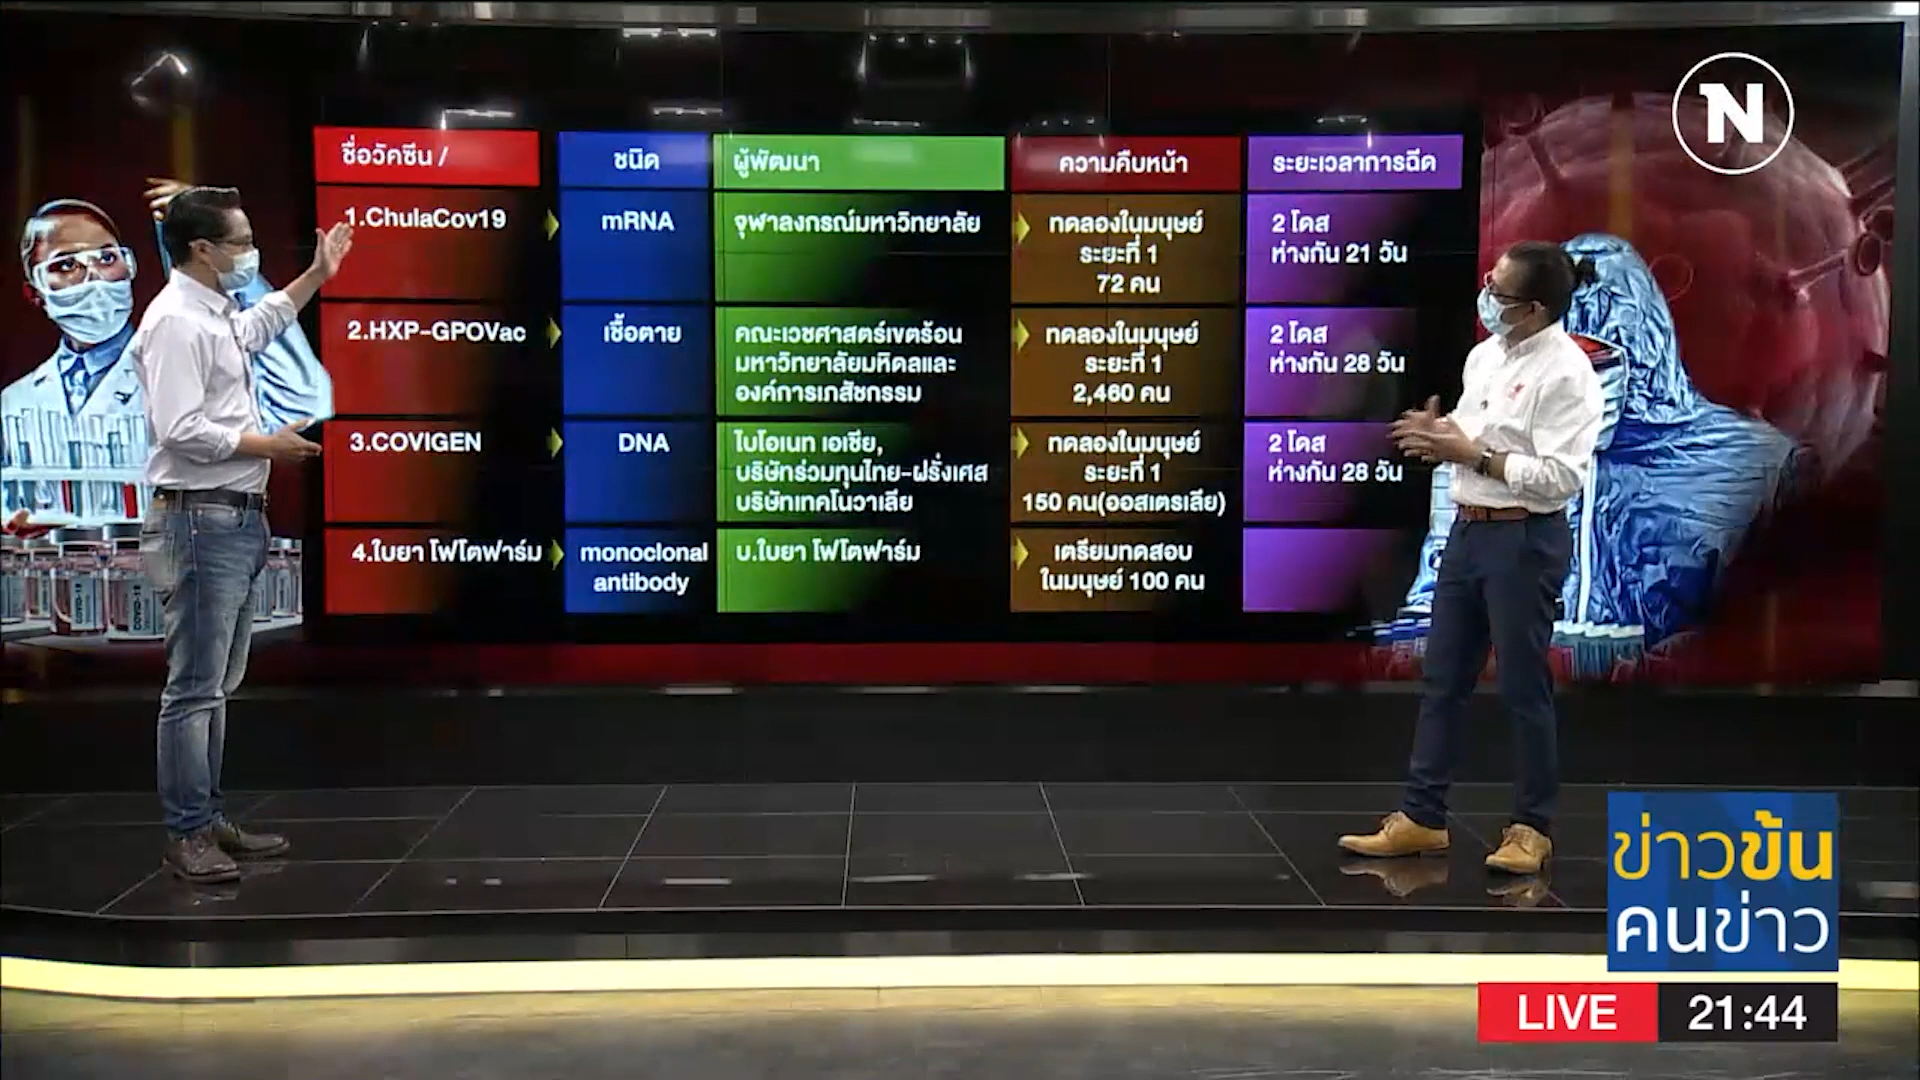 N
ชื่อวัคซีน /
ชนิด
ผู้พัฒนา
ความคืบหน้า
ระยะเวลาการฉีด
1.ChulaCov19
mRNA
จุฬาลงกรณ์มหาวิทยาลัย
ทดลองในมนุษย์
ระยะที่ 1
72 คน
2 โดส
ห่างกัน 21 วัน
2.HXP-GPOVac
เชื้อตาย
คณะเวชศาสตร์เขตร้อน
มหาวิทยาลัยมหิดลและ
องค์การเภสัชกรรม
ทดลองในมนุษย์
ระยะที่ 1
2,460 คน
2 โดส
ห่างกัน 28 วัน
3.COVIGEN
DNA
ไบโอเนท เอเชีย,
บริษัทร่วมทุนไทย-ฝรั่งเศส
บริษัทเทคโนวาเลีย
ทดลองในมนุษย์
ระยะที่ 1
150 คน(ออสเตรเลีย)
2 โดส
ห่างกัน 28 วัน
4.ใบยา โฟโตฟาร์ม
monoclonal
antibody
บ.ใบยา โฟโตฟาร์ม
เตรียมทดสอบ
ในมนุษย์ 100 คน
COVID-19
COVID-19
ข่าวข้น
คนข่าว
LIVE 21:44